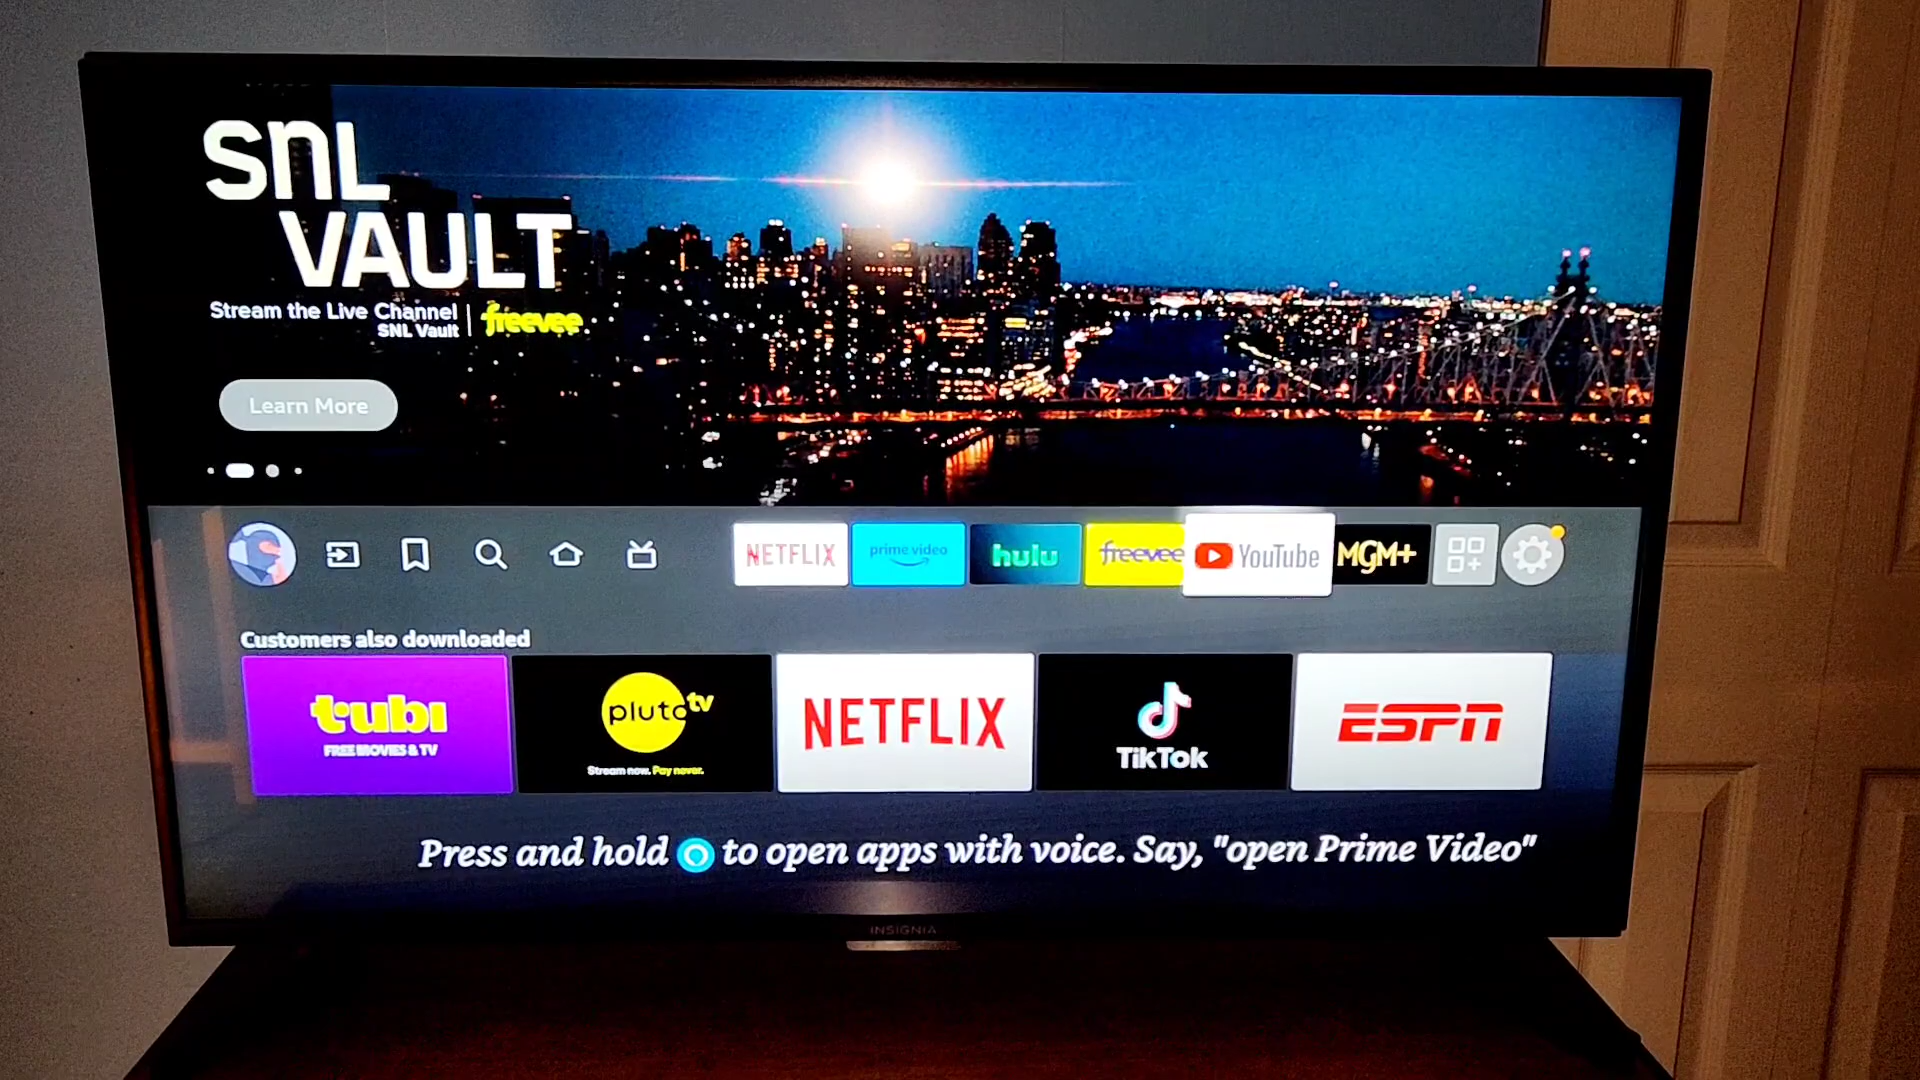 SNL
VAULT
Stream the Live Channel
SNL Vault
freevee
Learn More
NETFLIX
prime video
hulu
freevee
YouTube
MGM+
Customers also downloaded
tubi
FREE MOVIES & TV
pluto tv
Stream now. Pay never.
NETFLIX
TikTok
ESPN
Press and hold to open apps with voice. Say, "open Prime Video"
INSIGNIA